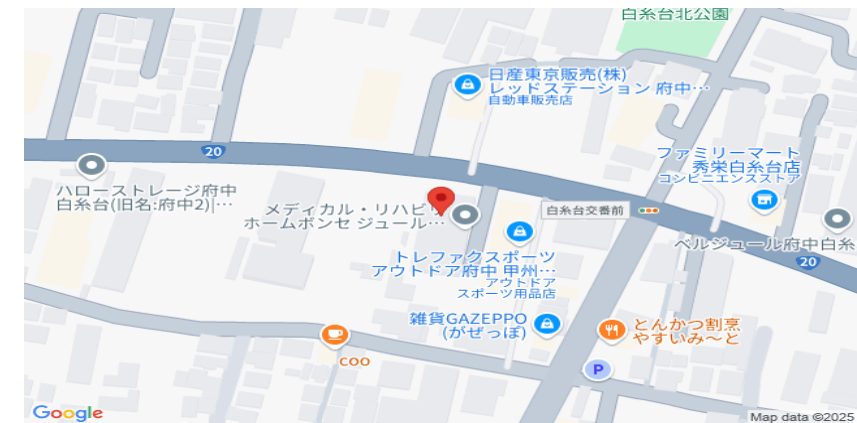 白糸台北公園
日産東京販売(株)
レッドステーション 府中…
自動車販売店
20
ファミリーマート
秀栄白糸台店
コンビニエンスストア
ハローストレージ府中
白糸台(旧名:府中2)|…
メディカル・リハビリ
ホームボンセ ジュール…
白糸台交番前
ベルジュール府中白糸
20
トレファクスポーツ
アウトドア府中 甲州…
アウトドア
スポーツ用品店
雑貨GAZEPPO
(がぜっぽ)
とんかつ割烹
やすいみ〜と
coo
P
Google
Map data ©2025